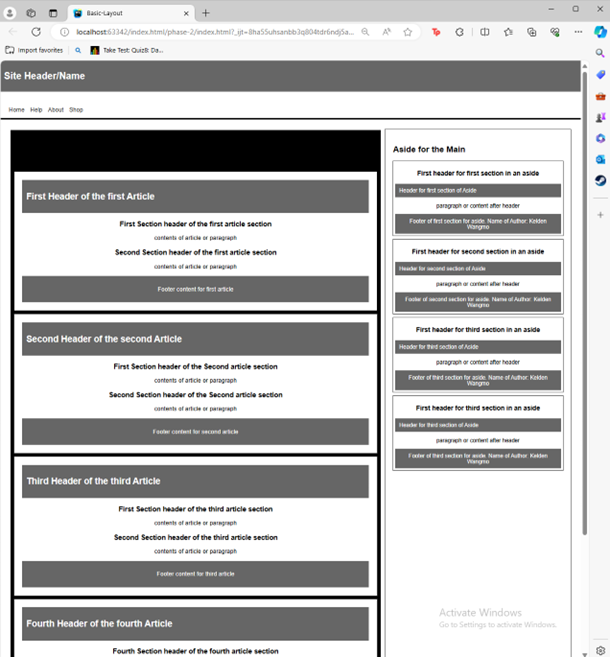 Basic-Layout
localhost:63342/index.html/phase-2/index.html?_ijt=8ha55uhsanbb3q804tdr6ndj5a...
Import favorites
Take Test: Quiz8: Da...
Site Header/Name
Home Help About Shop
First Header of the first Article
First Section header of the first article section
contents of article or paragraph
Second Section header of the first article section
contents of article or paragraph
Footer content for first article
Second Header of the second Article
First Section header of the Second article section
contents of article or paragraph
Second Section header of the Second article section
contents of article or paragraph
Footer content for second article
Third Header of the third Article
First Section header of the third article section
contents of article or paragraph
Second Section header of the third article section
contents of article or paragraph
Footer content for third article
Fourth Header of the fourth Article
Fourth Section header of the fourth article section
Aside for the Main
First header for first section in an aside
Header for first section of Aside
paragraph or content after header
Footer of first section for aside. Name of Author: Kelden
Wangmo
First header for second section in an aside
Header for second section of Aside
paragraph or content after header
Footer of second section for aside. Name of Author: Kelden
Wangmo
First header for third section in an aside
Header for third section of Aside
paragraph or content after header
Footer of third section for aside. Name of Author: Kelden
Wangmo
First header for third section in an aside
Header for third section of Aside
paragraph or content after header
Footer of third section for aside. Name of Author: Kelden
Wangmo
Activate Windows
Go to Settings to activate Windows.